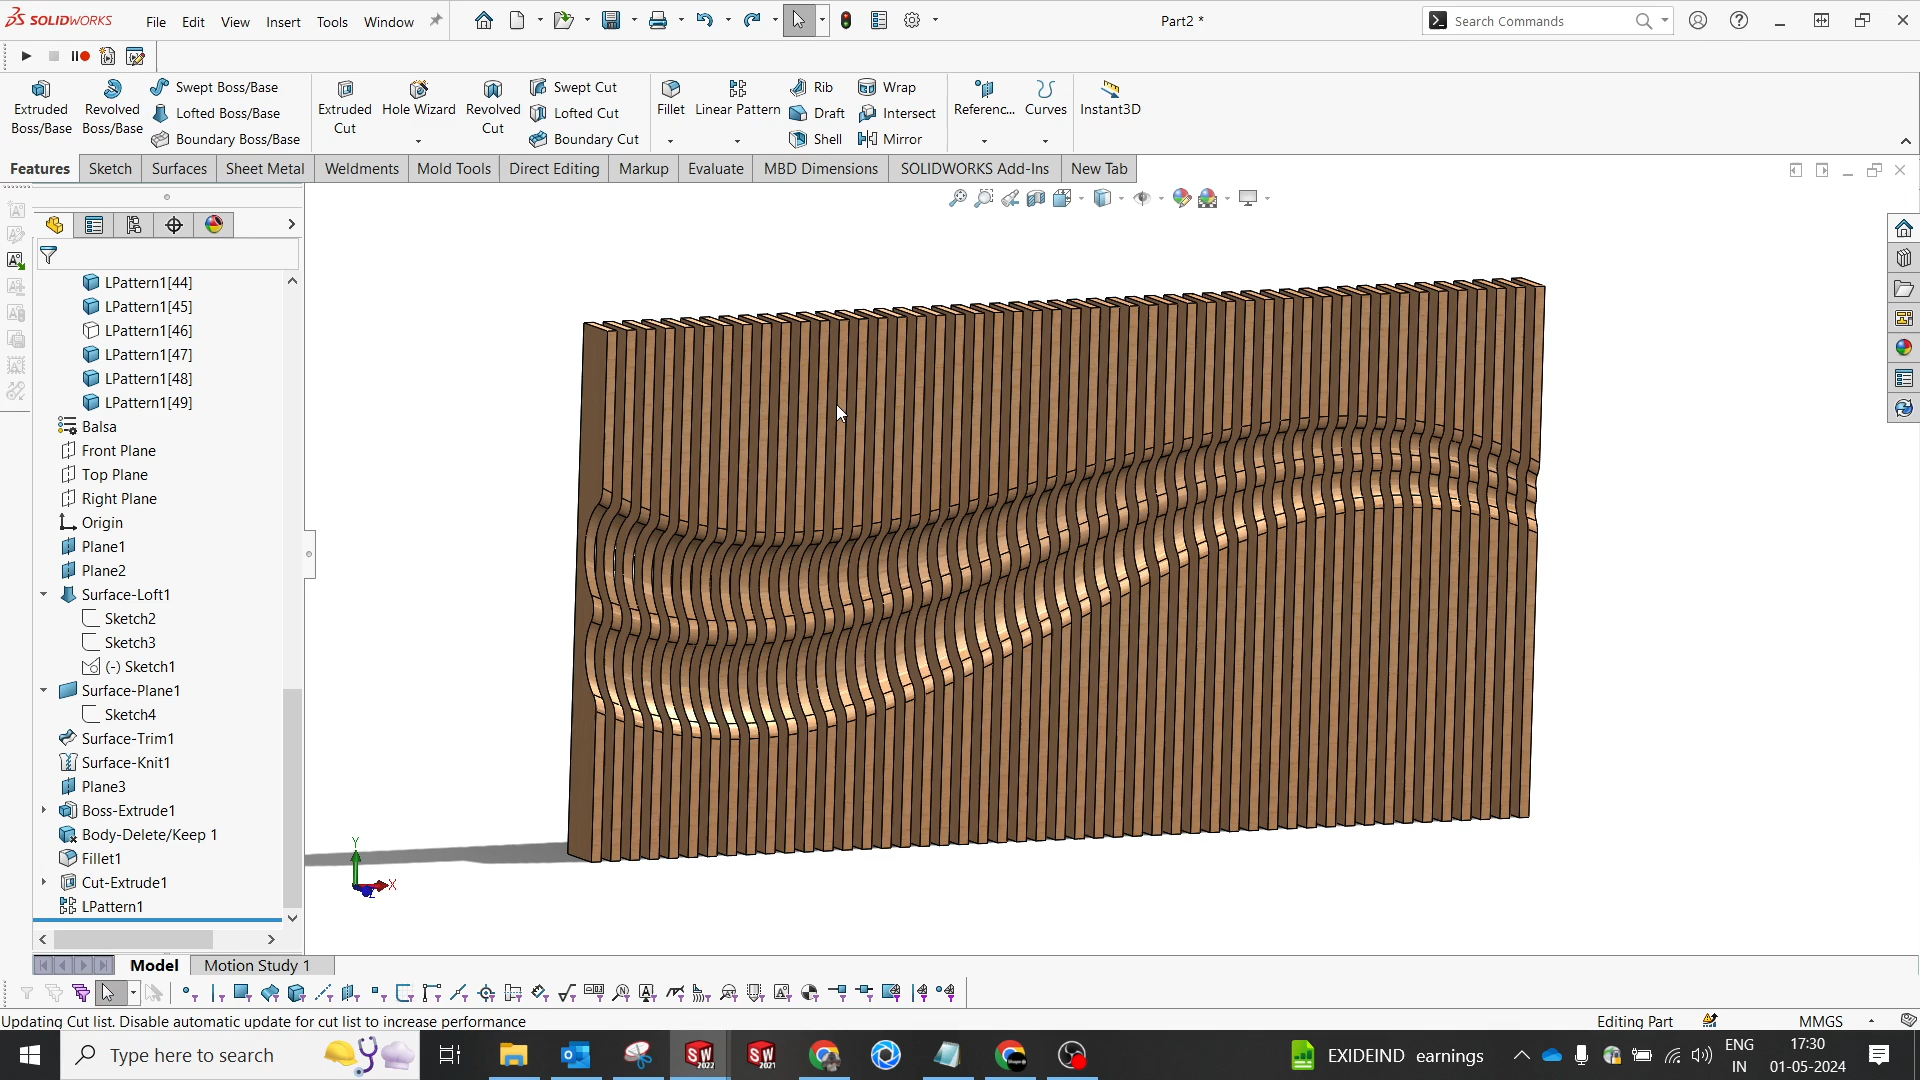 SOLIDWORKS File Edit View Insert Tools Window Part2 * Search Commands
Extruded Boss/Base
Revolved Boss/Base
Swept Boss/Base
Lofted Boss/Base
Boundary Boss/Base
Extruded Cut
Hole Wizard
Revolved Cut
Swept Cut
Lofted Cut
Boundary Cut
Fillet
Linear Pattern
Rib
Draft
Shell
Wrap
Intersect
Mirror
Referenc...
Curves
Instant3D
Features Sketch Surfaces Sheet Metal Weldments Mold Tools Direct Editing Markup Evaluate MBD Dimensions SOLIDWORKS Add-Ins New Tab
LPattern1[44]
LPattern1[45]
LPattern1[46]
LPattern1[47]
LPattern1[48]
LPattern1[49]
Balsa
Front Plane
Top Plane
Right Plane
Origin
Plane1
Plane2
Surface-Loft1
Sketch2
Sketch3
(-) Sketch1
Surface-Plane1
Sketch4
Surface-Trim1
Surface-Knit1
Plane3
Boss-Extrude1
Body-Delete/Keep 1
Fillet1
Cut-Extrude1
LPattern1
Y
X
Z
Model Motion Study 1
Updating Cut list. Disable automatic update for cut list to increase performance Editing Part MMGS
Type here to search
SW 2022
SW 2021
EXIDEIND earnings
ENG
IN
17:30
01-05-2024